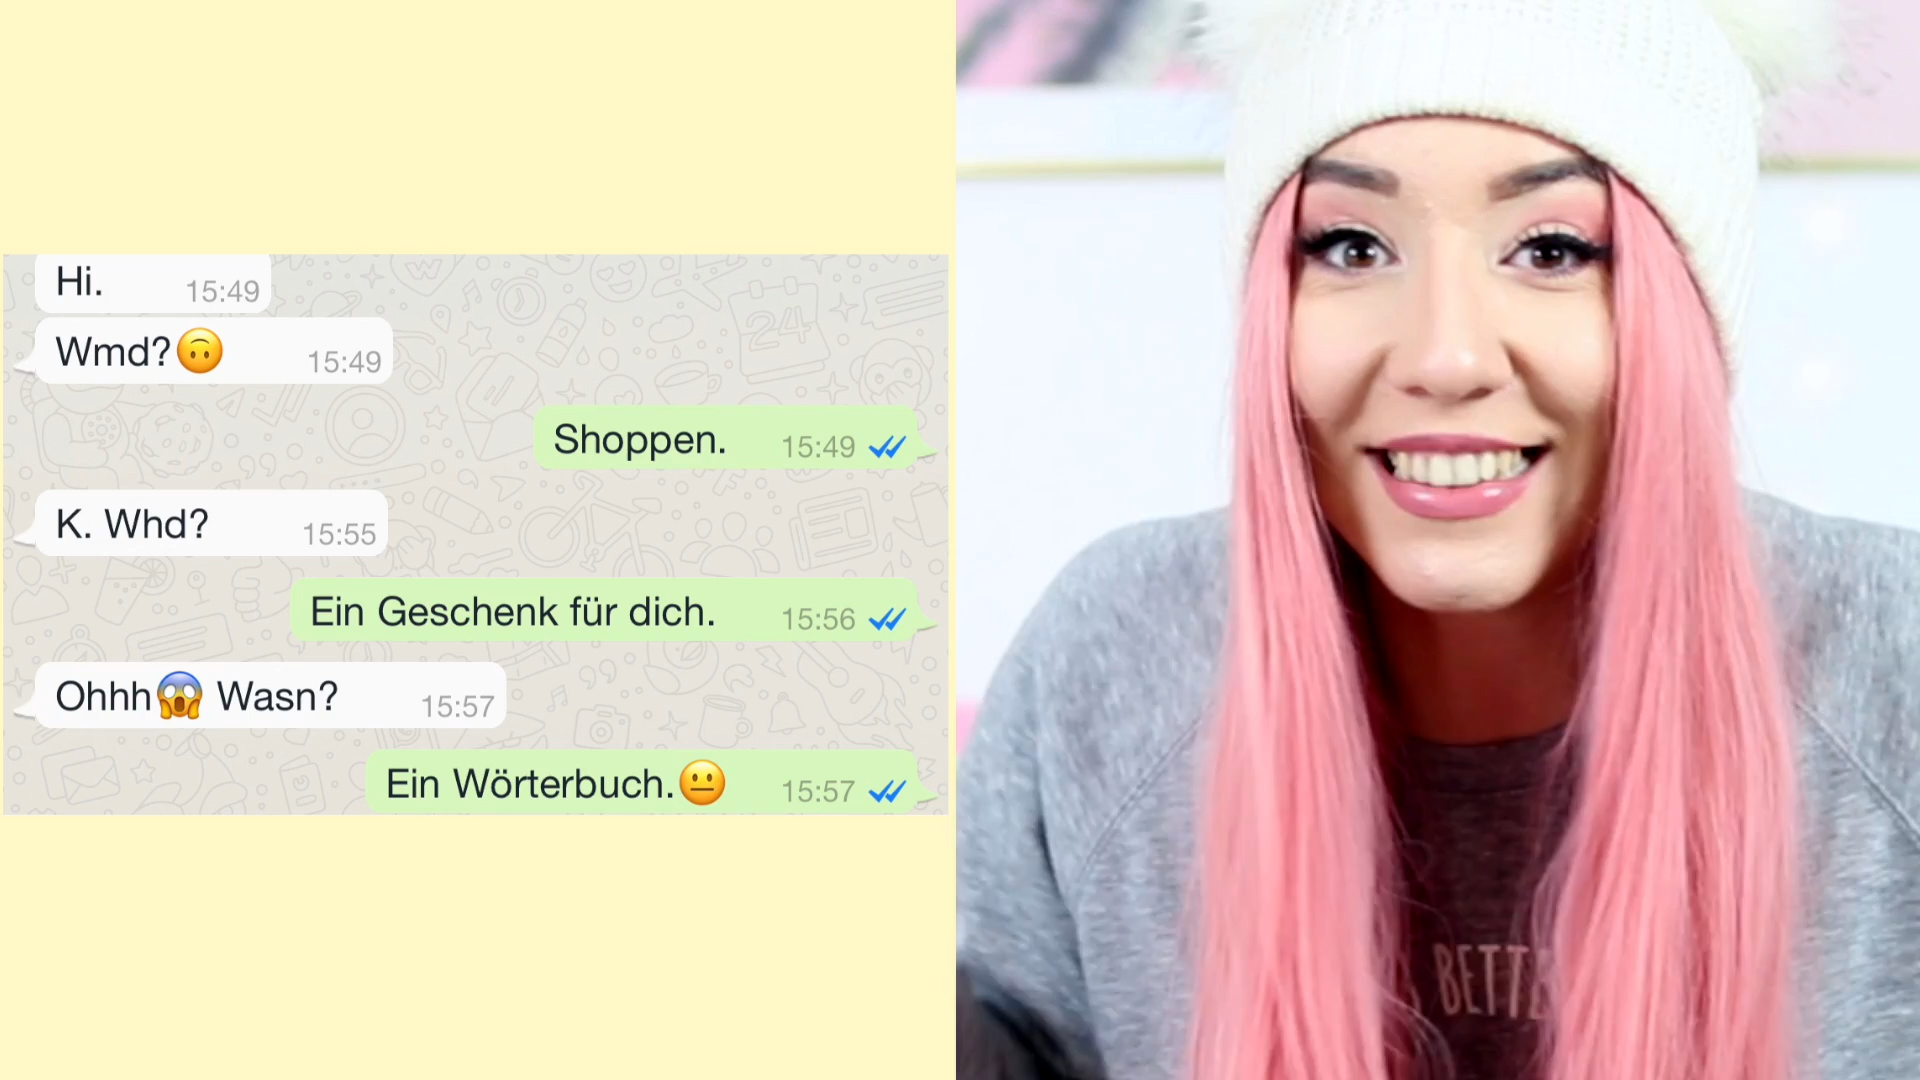 Hi. 15:49
Wmd?🙃 15:49
Shoppen. 15:49
K. Whd? 15:55
Ein Geschenk für dich. 15:56
Ohhh😱 Wasn? 15:57
Ein Wörterbuch.😐 15:57
24